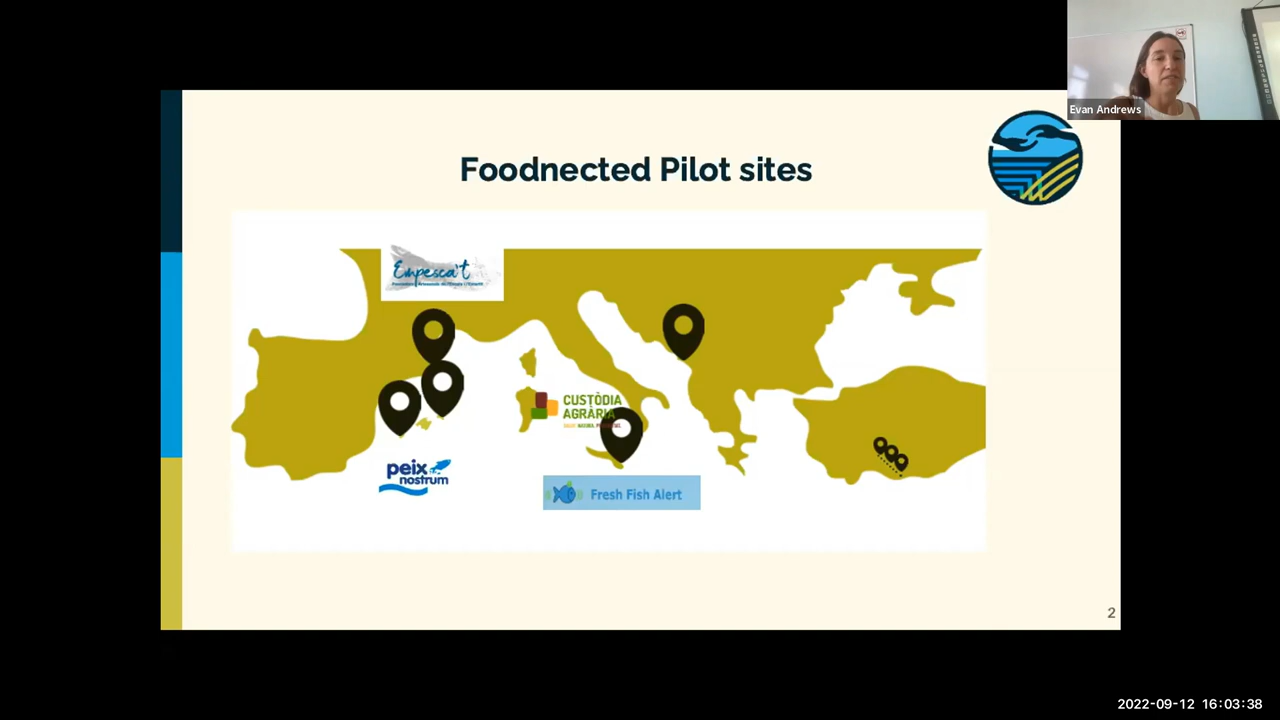 Evan Andrews
Foodnected Pilot sites
Empesca't
CUSTÒDIA
AGRÀRIA
peix
nostrum
Fresh Fish Alert
2
2022-09-12 16:03:38